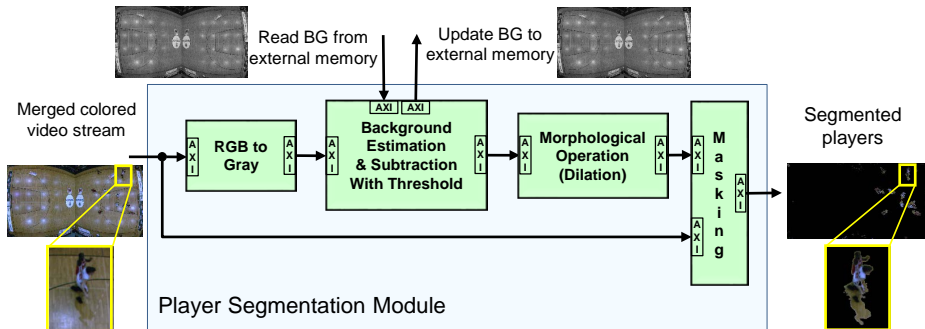 Read BG from
external memory
Update BG to
external memory
Merged colored
video stream
AXI
AXI
Segmented
players
AXI
RGB to
Gray
AXI
AXI
Background
Estimation
& Subtraction
With Threshold
AXI
AXI
Morphological
Operation
(Dilation)
AXI
AXI
Masking
AXI
AXI
Player Segmentation Module